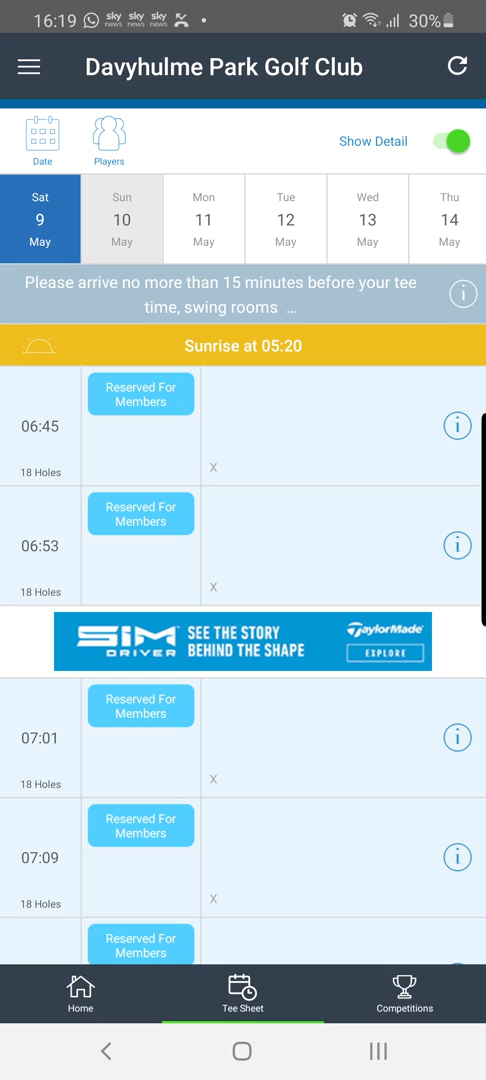 16:19 sky news sky news sky news 30%
Davyhulme Park Golf Club
Date Players Show Detail
Sat Sun Mon Tue Wed Thu
9 10 11 12 13 14
May May May May May May
Please arrive no more than 15 minutes before your tee
time, swing rooms ...
i
Sunrise at 05:20
Reserved For
Members
06:45
i
18 Holes X
Reserved For
Members
06:53
i
18 Holes X
SIM DRIVER
SEE THE STORY
BEHIND THE SHAPE
TaylorMade
EXPLORE
Reserved For
Members
07:01
i
18 Holes X
Reserved For
Members
07:09
i
18 Holes X
Reserved For
Members
Home Tee Sheet Competitions